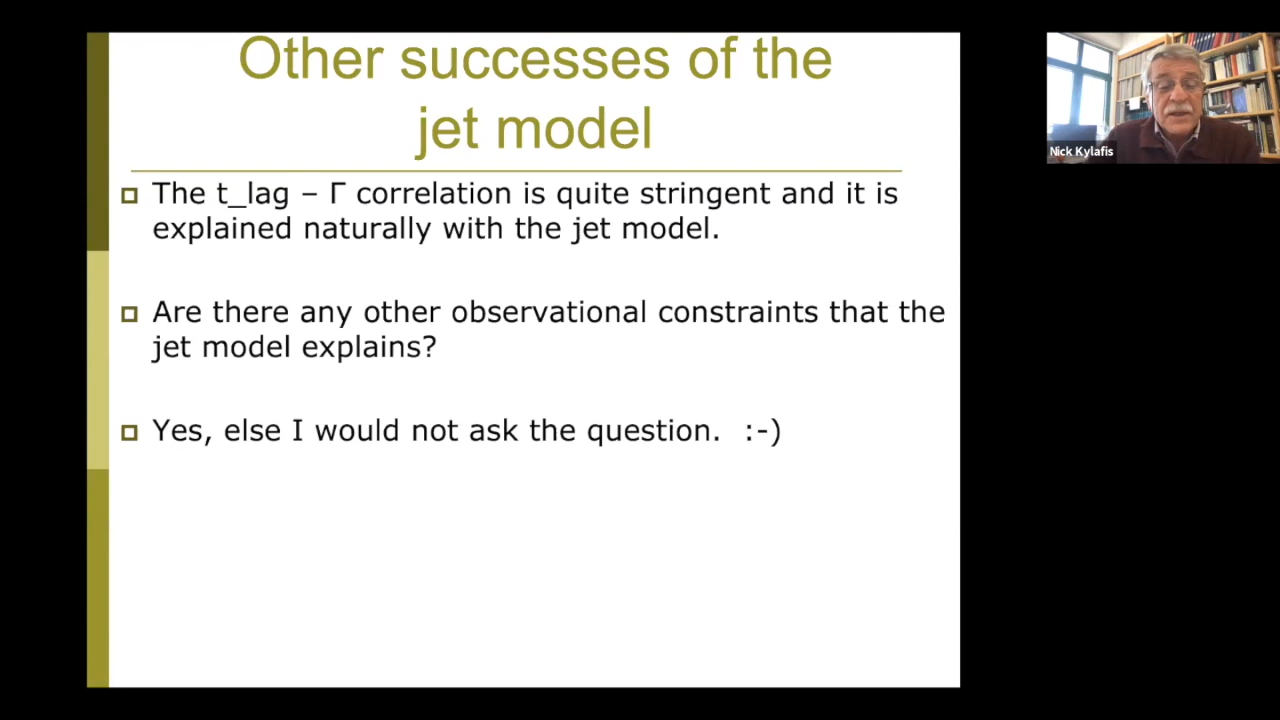 Other successes of the
jet model
The t_lag – Γ correlation is quite stringent and it is
explained naturally with the jet model.
Are there any other observational constraints that the
jet model explains?
Yes, else I would not ask the question.  :-)
Nick Kylafis